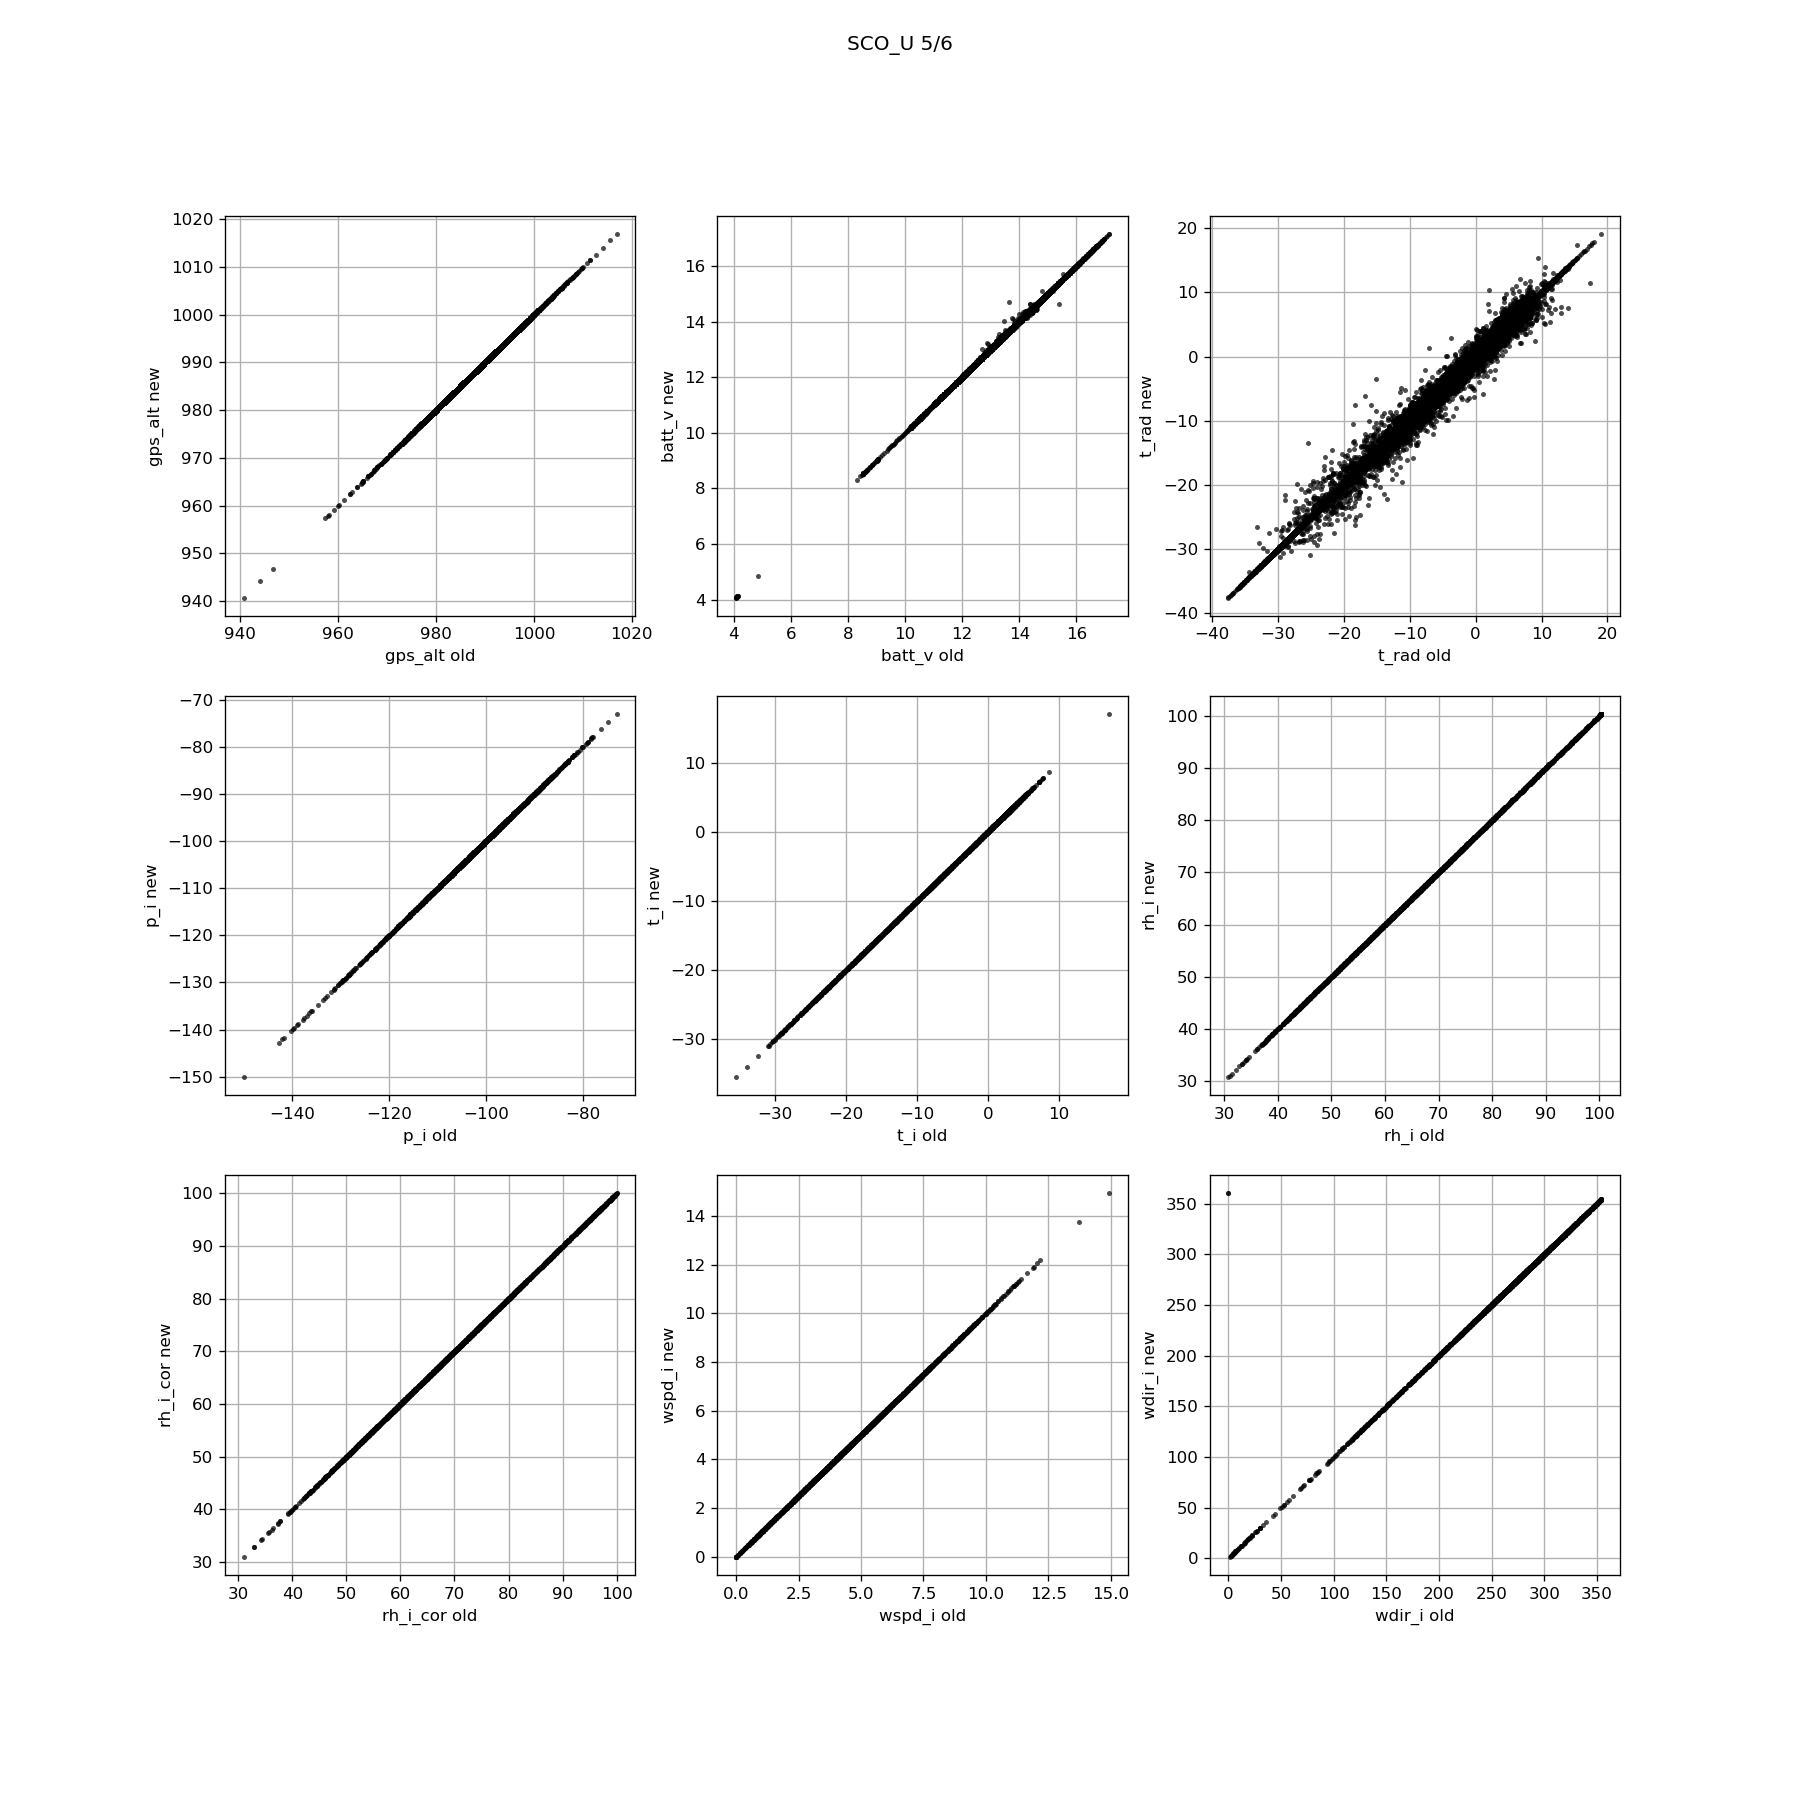 SCO_U 5/6
1020
1010
1000
990
980
970
960
950
940
gps_alt new
940 960 980 1000 1020
gps_alt old
16
14
12
10
8
6
4
batt_v new
4 6 8 10 12 14 16
batt_v old
20
10
0
−10
−20
−30
−40
t_rad new
−40 −30 −20 −10 0 10 20
t_rad old
−70
−80
−90
−100
−110
−120
−130
−140
−150
p_i new
−140 −120 −100 −80
p_i old
10
0
−10
−20
−30
t_i new
−30 −20 −10 0 10
t_i old
100
90
80
70
60
50
40
30
rh_i new
30 40 50 60 70 80 90 100
rh_i old
100
90
80
70
60
50
40
30
rh_i_cor new
30 40 50 60 70 80 90 100
rh_i_cor old
14
12
10
8
6
4
2
0
wspd_i new
0.0 2.5 5.0 7.5 10.0 12.5 15.0
wspd_i old
350
300
250
200
150
100
50
0
wdir_i new
0 50 100 150 200 250 300 350
wdir_i old